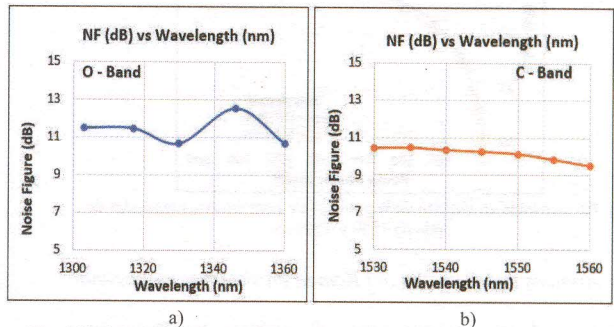 NF (dB) vs Wavelength (nm)
O - Band
Noise Figure (dB)
15
13
11
9
7
5
1300
1320
1340
1360
Wavelength (nm)
a)
NF (dB) vs Wavelength (nm)
C - Band
Noise Figure (dB)
15
13
11
9
7
5
1530
1540
1550
1560
Wavelength (nm)
b)